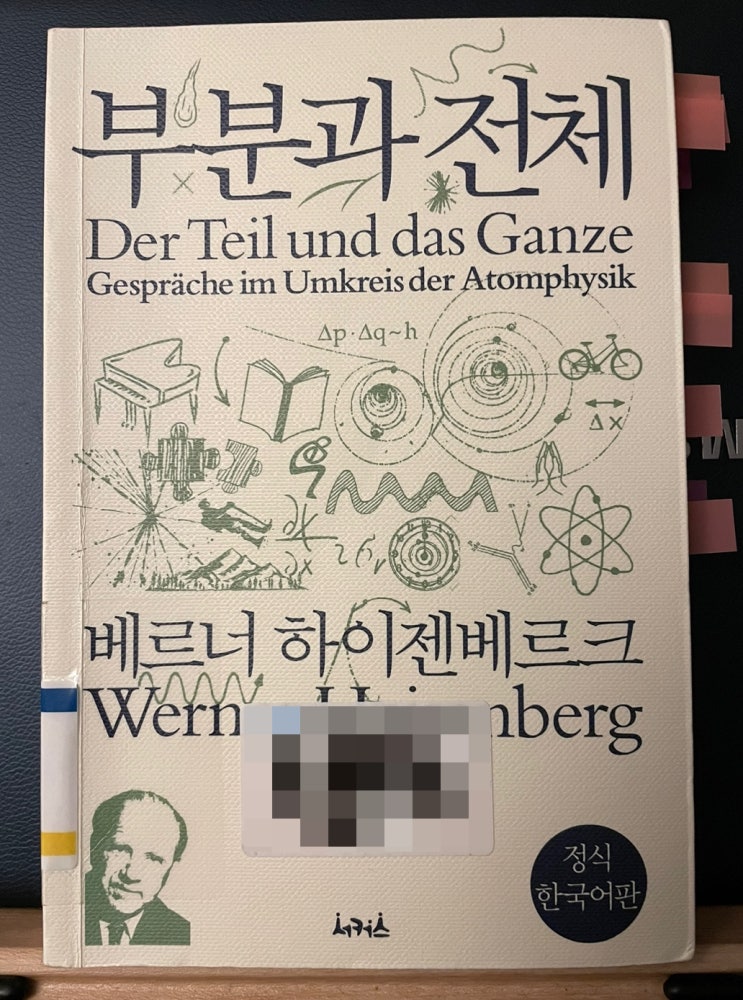 부분과 전체
Der Teil und das Ganze
Gespräche im Umkreis der Atomphysik
Δp·Δq~h
Δx
베르너 하이젠베르크
정식
한국어판
서커스